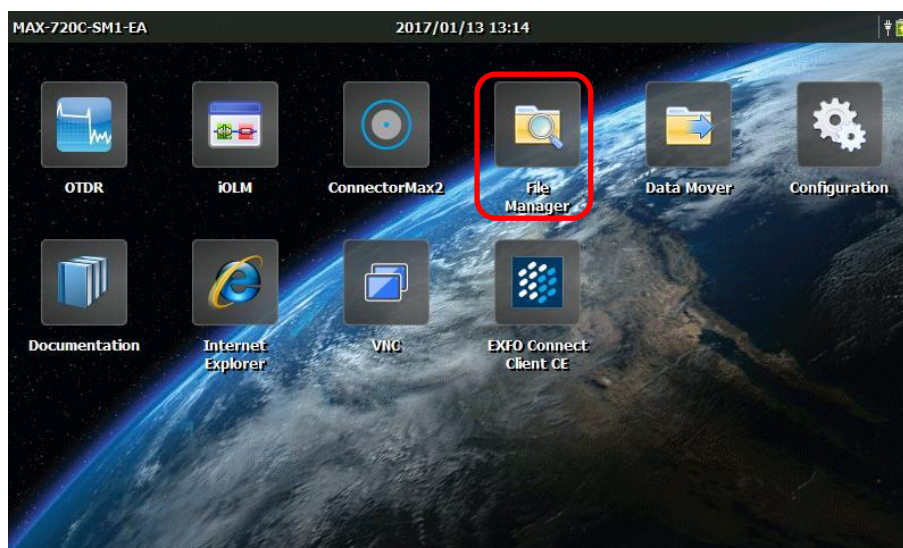 MAX-720C-SM1-EA
2017/01/13 13:14
OTDR
iOLM
ConnectorMax2
File
Manager
Data Mover
Configuration
Documentation
Internet
Explorer
VNC
EXFO Connect
Client CE